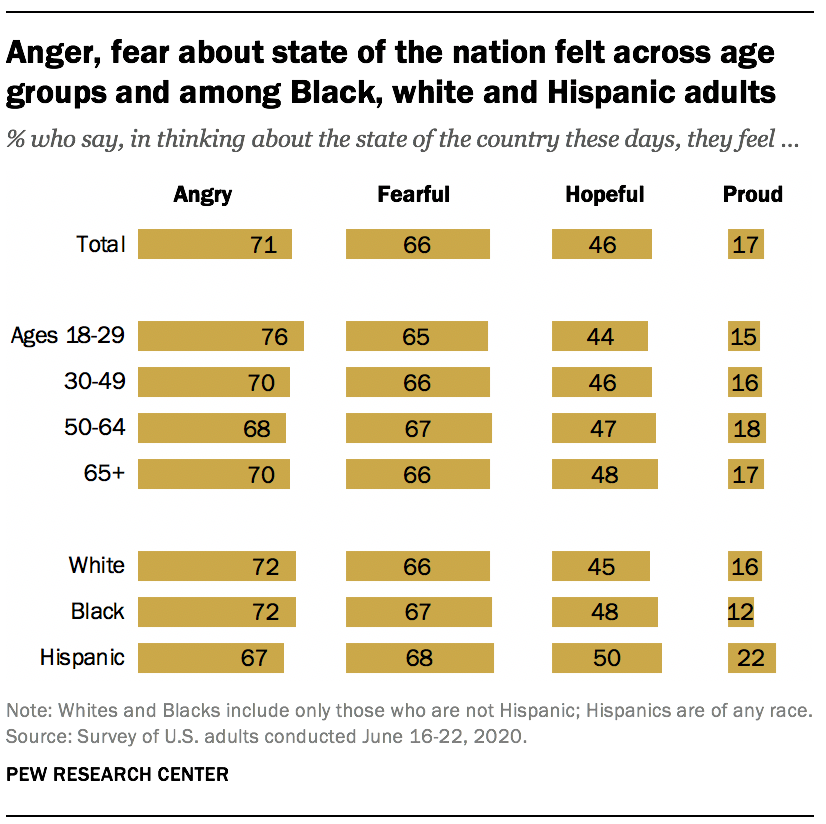 Anger, fear about state of the nation felt across age
groups and among Black, white and Hispanic adults
% who say, in thinking about the state of the country these days, they feel ...
Angry Fearful Hopeful Proud
Total 71 66 46 17
Ages 18-29 76 65 44 15
30-49 70 66 46 16
50-64 68 67 47 18
65+ 70 66 48 17
White 72 66 45 16
Black 72 67 48 12
Hispanic 67 68 50 22
Note: Whites and Blacks include only those who are not Hispanic; Hispanics are of any race.
Source: Survey of U.S. adults conducted June 16-22, 2020.
PEW RESEARCH CENTER